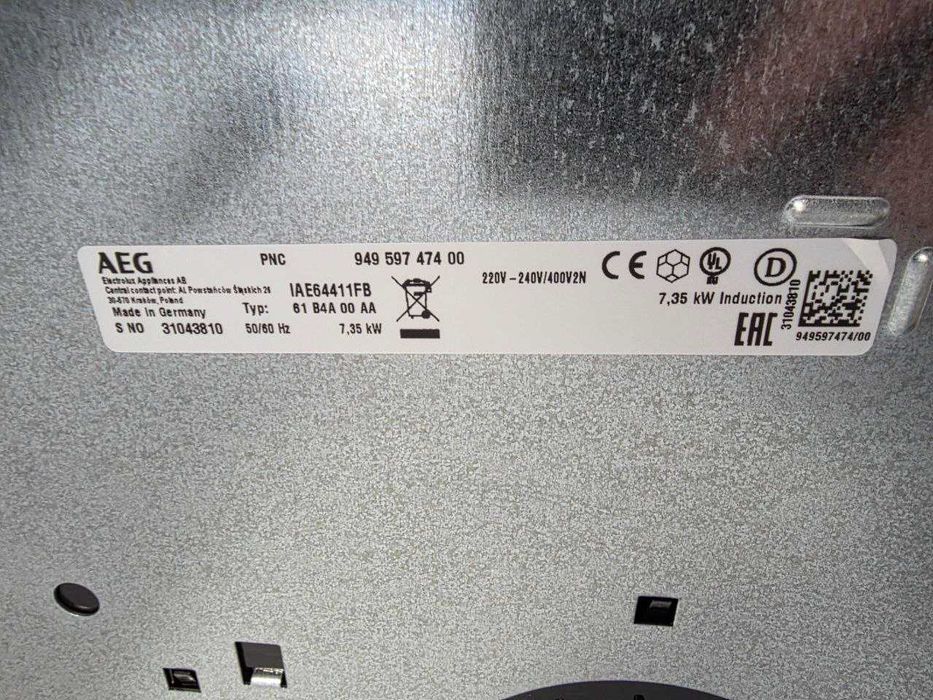 AEG
Electrolux Appliances AB
Central contact point: Al. Powstańców Śląskich 26
30-570 Kraków, Poland
Made In Germany
S NO 31043810
PNC 949 597 474 00
IAE64411FB
Typ: 61 B4A 00 AA
50/60 Hz 7,35 kW
220V-240V/400V2N
CE
UL
D
7,35 kW Induction
EAC
31043810
949597474/00